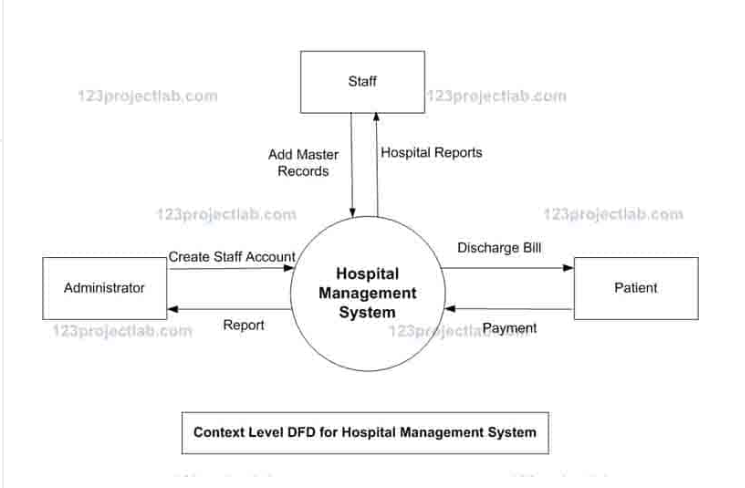 Staff
123projectlab.com
123projectlab.com
Add Master
Records
Hospital Reports
123projectlab.com
123projectlab.com
Create Staff Account
Discharge Bill
Administrator
Hospital
Management
System
Patient
Report
Payment
123projectlab.com
Context Level DFD for Hospital Management System